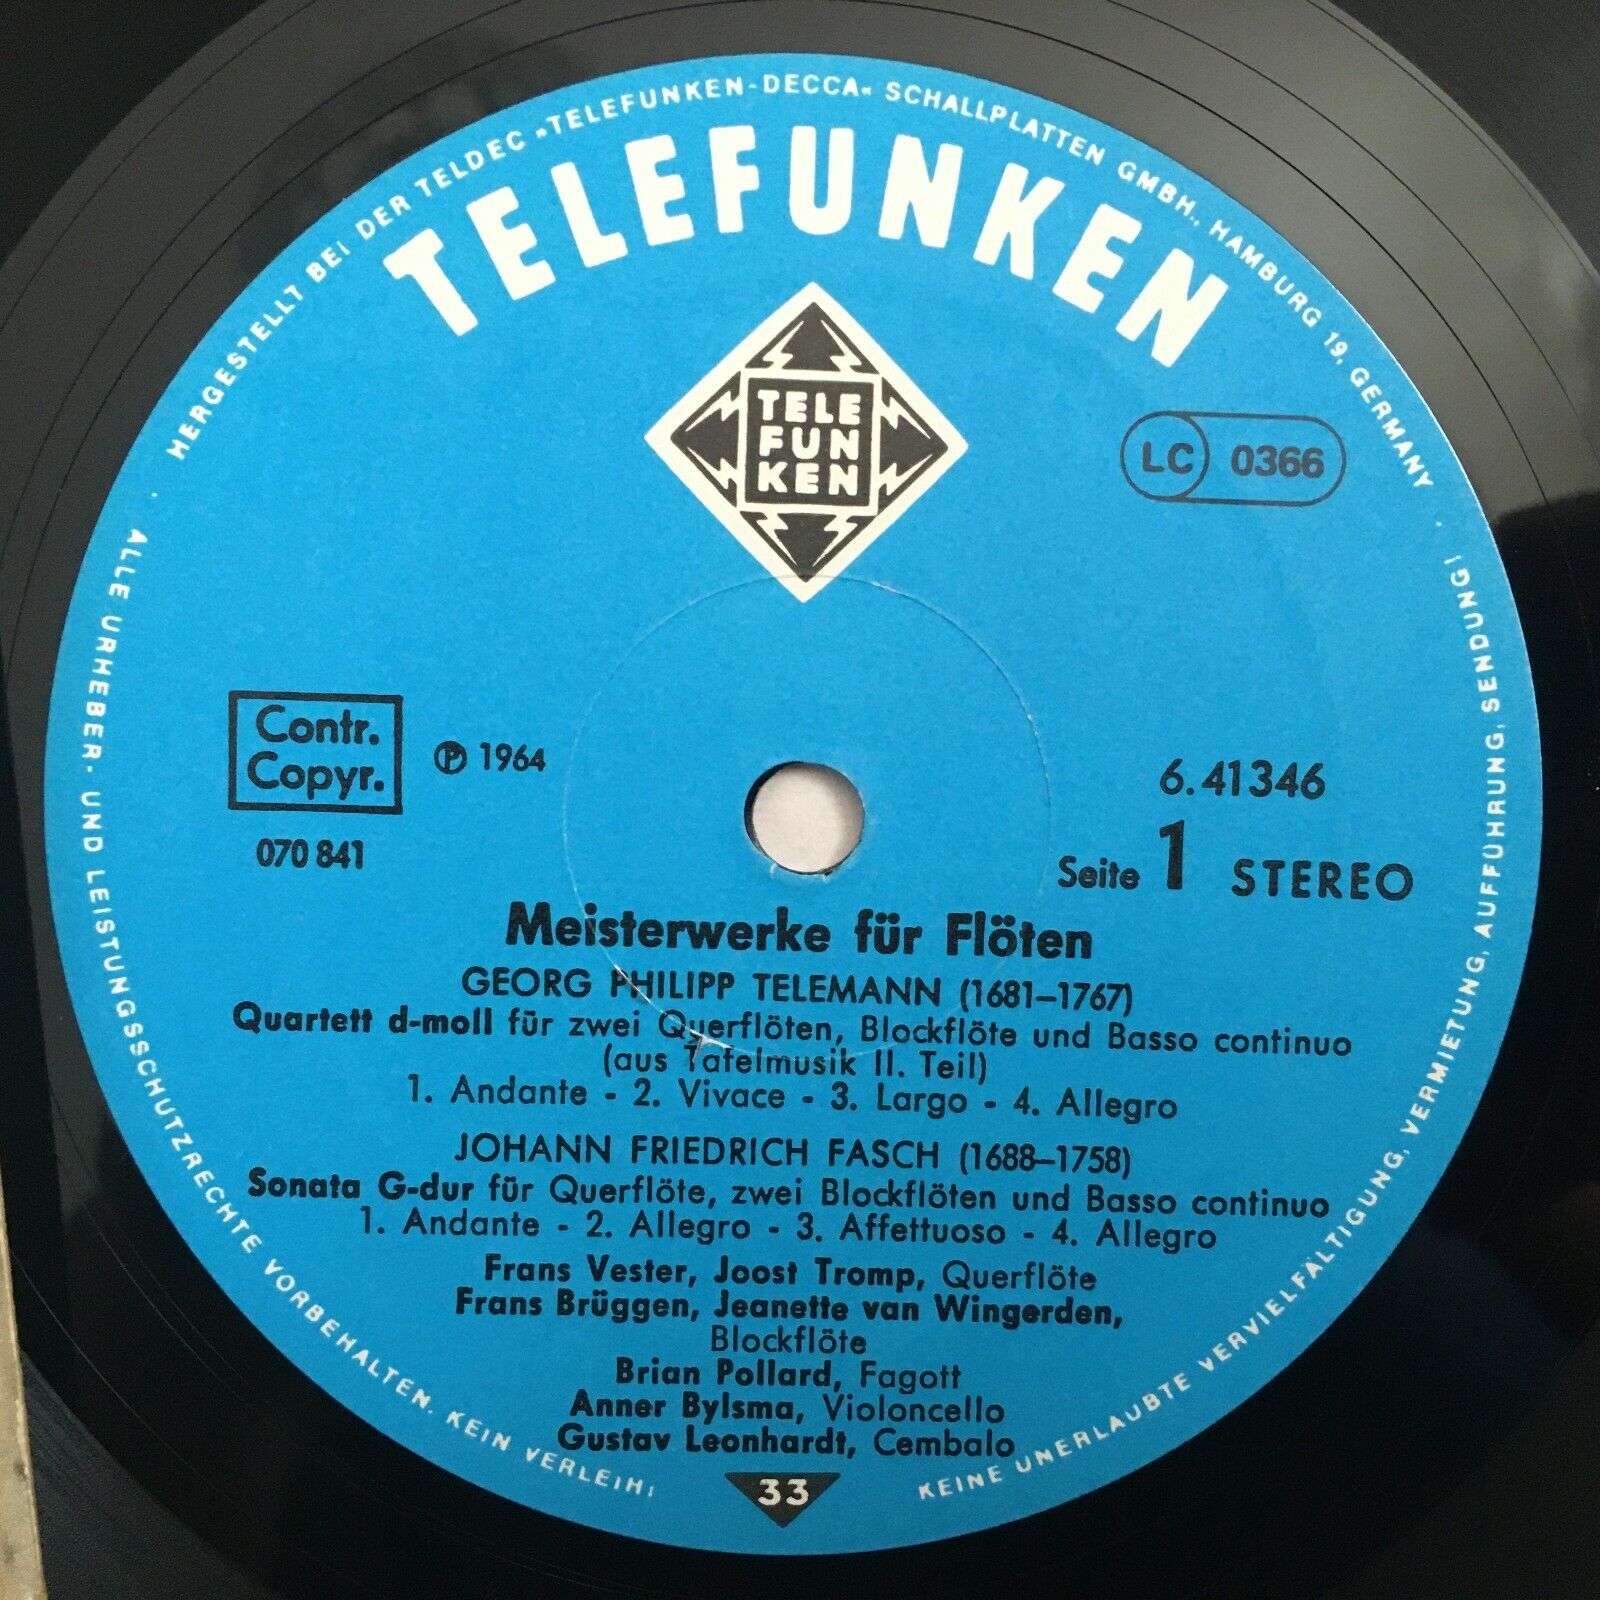 HERGESTELLT BEI DER TELDEC »TELEFUNKEN-DECCA« SCHALLPLATTEN GMBH., HAMBURG 19, GERMANY
TELEFUNKEN
TELE
FUN
KEN
LC 0366
Contr.
Copyr.
℗ 1964
070 841
6.41346
Seite 1 STEREO
Meisterwerke für Flöten
GEORG PHILIPP TELEMANN (1681–1767)
Quartett d-moll für zwei Querflöten, Blockflöte und Basso continuo
(aus Tafelmusik II. Teil)
1. Andante - 2. Vivace - 3. Largo - 4. Allegro
JOHANN FRIEDRICH FASCH (1688–1758)
Sonata G-dur für Querflöte, zwei Blockflöten und Basso continuo
1. Andante - 2. Allegro - 3. Affettuoso - 4. Allegro
Frans Vester, Joost Tromp, Querflöte
Frans Brüggen, Jeanette van Wingerden,
Blockflöte
Brian Pollard, Fagott
Anner Bylsma, Violoncello
Gustav Leonhardt, Cembalo
33
ALLE URHEBER- UND LEISTUNGSSCHUTZRECHTE VORBEHALTEN. KEIN VERLEIH!
KEINE UNERLAUBTE VERVIELFÄLTIGUNG, VERMIETUNG, AUFFÜHRUNG, SENDUNG!